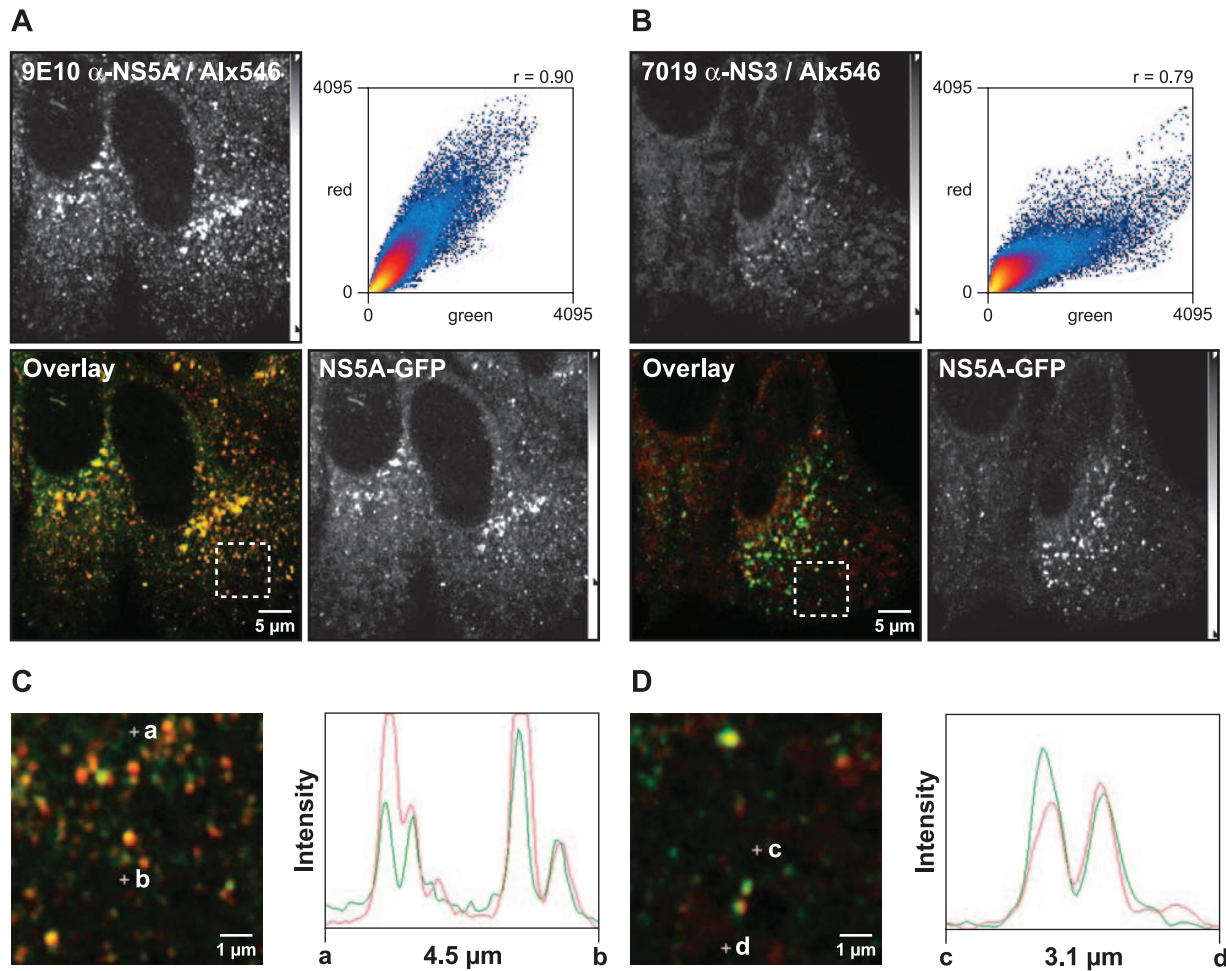 A
9E10 α-NS5A / Alx546
r = 0.90
4095
red
0
0
green
4095
Overlay
5 µm
NS5A-GFP
B
7019 α-NS3 / Alx546
r = 0.79
4095
red
0
0
green
4095
Overlay
5 µm
NS5A-GFP
C
a
b
1 µm
Intensity
a
4.5 µm
b
D
c
d
1 µm
Intensity
c
3.1 µm
d